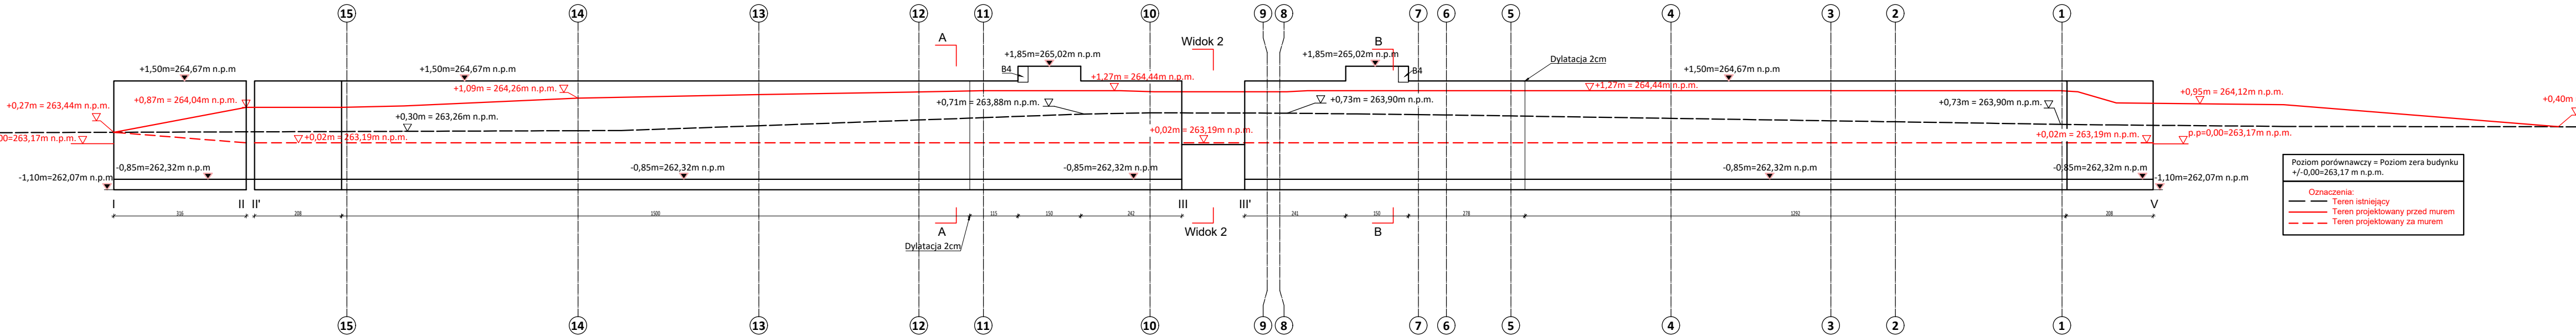 15 14 13 12 11 10 9 8 7 6 5 4 3 2 1
A Widok 2 B
+1,85m=265,02m n.p.m +1,85m=265,02m n.p.m
Dylatacja 2cm
+1,50m=264,67m n.p.m +1,50m=264,67m n.p.m B4 B4 +1,50m=264,67m n.p.m
+1,27m = 264,44m n.p.m.
+1,09m = 264,26m n.p.m. +1,27m = 264,44m n.p.m.
+0,95m = 264,12m n.p.m.
+0,27m = 263,44m n.p.m. +0,87m = 264,04m n.p.m. +0,71m = 263,88m n.p.m. +0,73m = 263,90m n.p.m. +0,73m = 263,90m n.p.m. +0,40m
+0,30m = 263,26m n.p.m.
00=263,17m n.p.m. +0,02m = 263,19m n.p.m. +0,02m = 263,19m n.p.m. +0,02m = 263,19m n.p.m. p.p=0,00=263,17m n.p.m.
-0,85m=262,32m n.p.m -0,85m=262,32m n.p.m -0,85m=262,32m n.p.m -0,85m=262,32m n.p.m -0,85m=262,32m n.p.m
-1,10m=262,07m n.p.m -1,10m=262,07m n.p.m
I II II' III III' V
316 208 1500 115 150 242 241 150 278 1292 208
A Widok 2 B
Dylatacja 2cm
15 14 13 12 11 10 9 8 7 6 5 4 3 2 1
Poziom porównawczy = Poziom zera budynku
+/-0,00=263,17 m n.p.m.
Oznaczenia:
Teren istniejący
Teren projektowany przed murem
Teren projektowany za murem